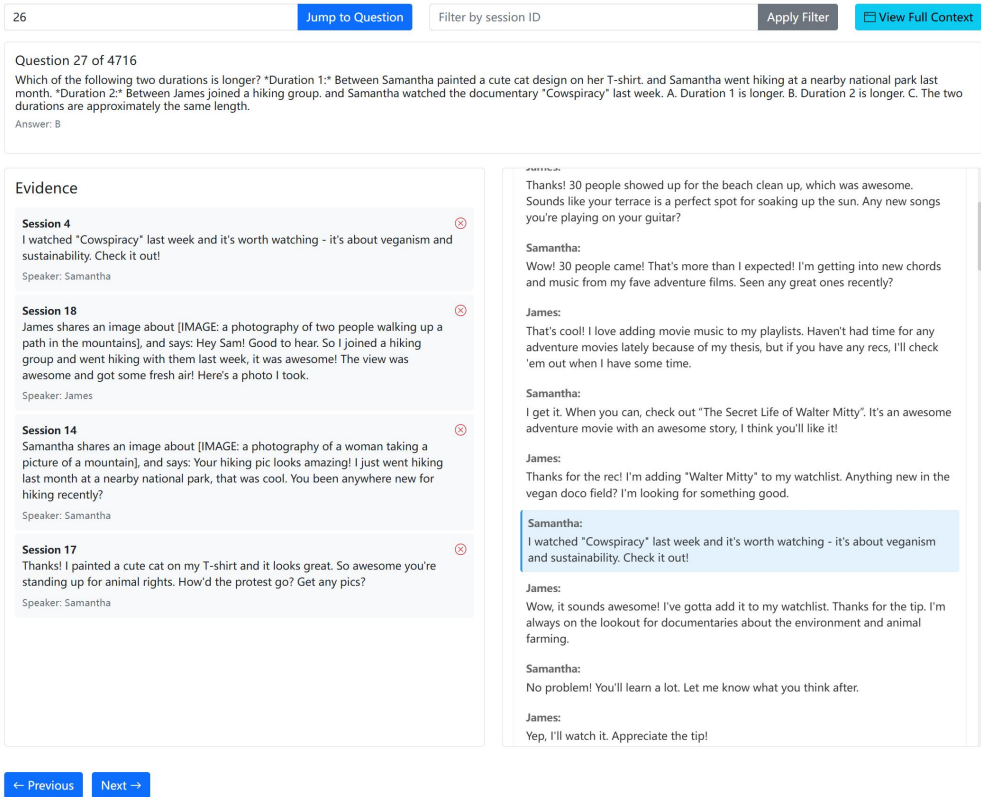 26
Jump to Question
Filter by session ID
Apply Filter
View Full Context
Question 27 of 4716
Which of the following two durations is longer? *Duration 1:* Between Samantha painted a cute cat design on her T-shirt. and Samantha went hiking at a nearby national park last
month. *Duration 2:* Between James joined a hiking group. and Samantha watched the documentary "Cowspiracy" last week. A. Duration 1 is longer. B. Duration 2 is longer. C. The two
durations are approximately the same length.
Answer: B
Evidence
Session 4
I watched "Cowspiracy" last week and it's worth watching - it's about veganism and
sustainability. Check it out!
Speaker: Samantha
Session 18
James shares an image about [IMAGE: a photography of two people walking up a
path in the mountains], and says: Hey Sam! Good to hear. So I joined a hiking
group and went hiking with them last week, it was awesome! The view was
awesome and got some fresh air! Here's a photo I took.
Speaker: James
Session 14
Samantha shares an image about [IMAGE: a photography of a woman taking a
picture of a mountain], and says: Your hiking pic looks amazing! I just went hiking
last month at a nearby national park, that was cool. You been anywhere new for
hiking recently?
Speaker: Samantha
Session 17
Thanks! I painted a cute cat on my T-shirt and it looks great. So awesome you're
standing up for animal rights. How'd the protest go? Get any pics?
Speaker: Samantha
James:
Thanks! 30 people showed up for the beach clean up, which was awesome.
Sounds like your terrace is a perfect spot for soaking up the sun. Any new songs
you're playing on your guitar?
Samantha:
Wow! 30 people came! That's more than I expected! I'm getting into new chords
and music from my fave adventure films. Seen any great ones recently?
James:
That's cool! I love adding movie music to my playlists. Haven't had time for any
adventure movies lately because of my thesis, but if you have any recs, I'll check
'em out when I have some time.
Samantha:
I get it. When you can, check out "The Secret Life of Walter Mitty". It's an awesome
adventure movie with an awesome story, I think you'll like it!
James:
Thanks for the rec! I'm adding "Walter Mitty" to my watchlist. Anything new in the
vegan doco field? I'm looking for something good.
Samantha:
I watched "Cowspiracy" last week and it's worth watching - it's about veganism
and sustainability. Check it out!
James:
Wow, it sounds awesome! I've gotta add it to my watchlist. Thanks for the tip. I'm
always on the lookout for documentaries about the environment and animal
farming.
Samantha:
No problem! You'll learn a lot. Let me know what you think after.
James:
Yep, I'll watch it. Appreciate the tip!
← Previous
Next →